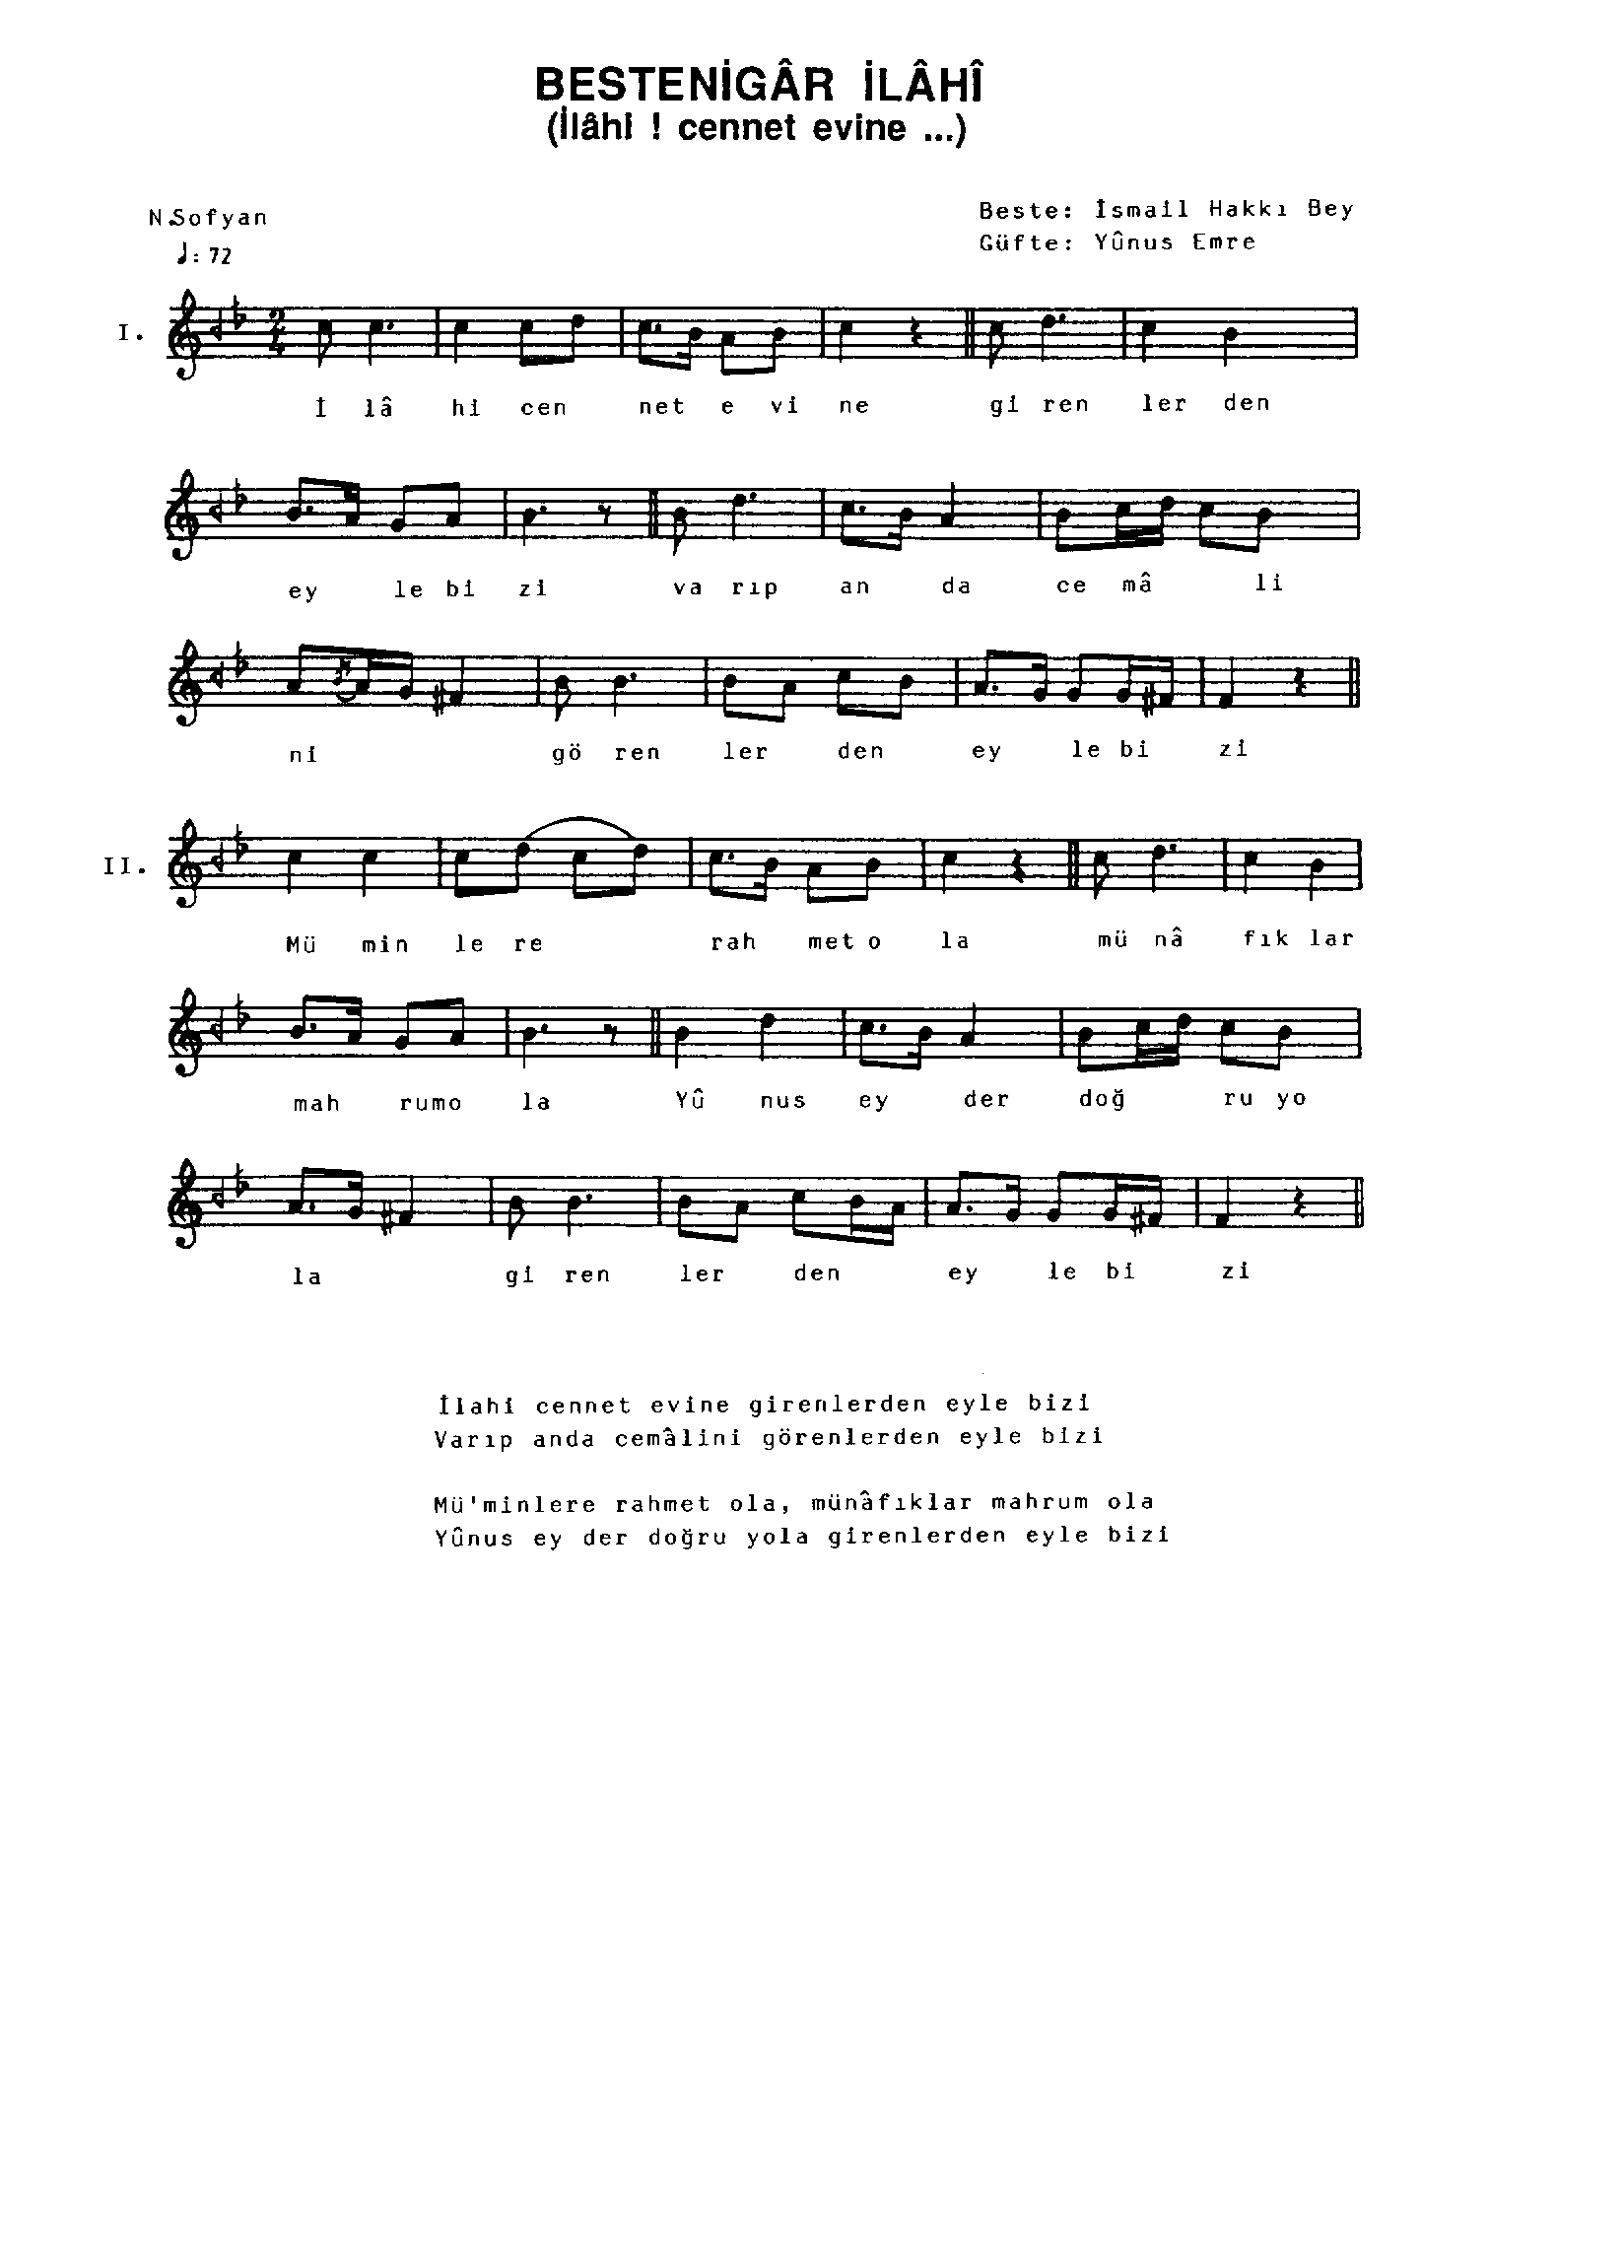 BESTENİGÂR İLÂHÎ
(İlâhi ! cennet evine ...)
N.Sofyan
Beste: İsmail Hakkı Bey
♩: 72
Güfte: Yûnus Emre
I.
2/4
İ lâ hi cen net e vi ne gi ren ler den
ey le bi zi va rıp an da ce mâ li
ni gö ren ler den ey le bi zi
II.
Mü min le re rah met o la mü nâ fık lar
mah rumo la Yû nus ey der doğ ru yo
la gi ren ler den ey le bi zi
İlahi cennet evine girenlerden eyle bizi
Varıp anda cemâlini görenlerden eyle bizi
Mü'minlere rahmet ola, münâfıklar mahrum ola
Yûnus ey der doğru yola girenlerden eyle bizi